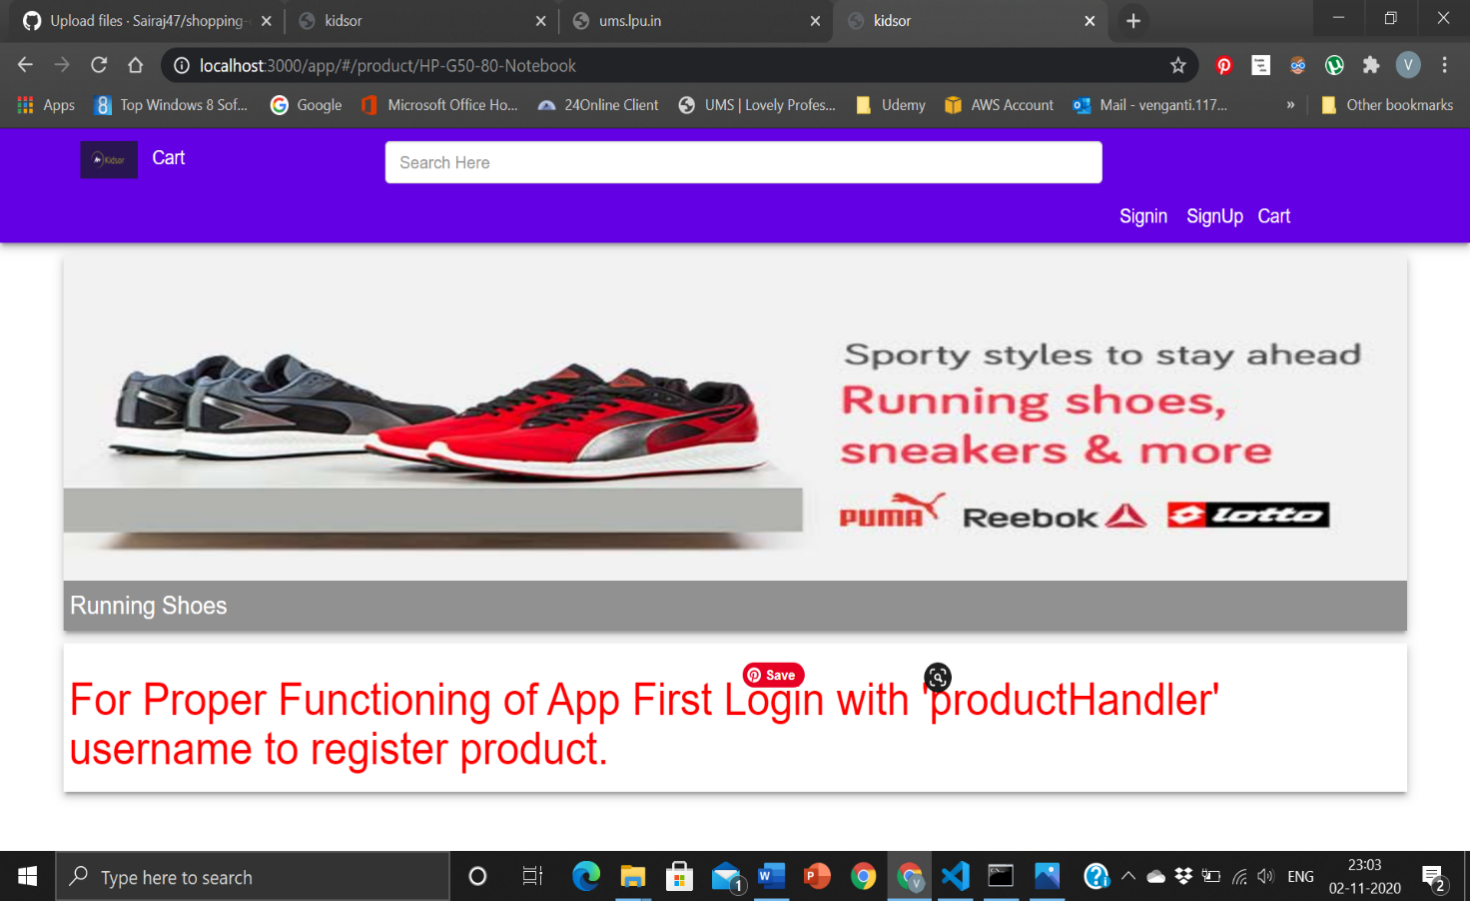 Upload files · Sairaj47/shopping-
kidsor
ums.lpu.in
kidsor
localhost:3000/app/#/product/HP-G50-80-Notebook
V
Apps
Top Windows 8 Sof...
Google
Microsoft Office Ho...
24Online Client
UMS | Lovely Profes...
Udemy
AWS Account
Mail - venganti.117...
»
Other bookmarks
Kidsor
Cart
Search Here
Signin
SignUp
Cart
Sporty styles to stay ahead
Running shoes,
sneakers & more
PUMA
Reebok
lotto
Running Shoes
Save
For Proper Functioning of App First Login with 'productHandler'
username to register product.
Type here to search
1
ENG
23:03
02-11-2020
2